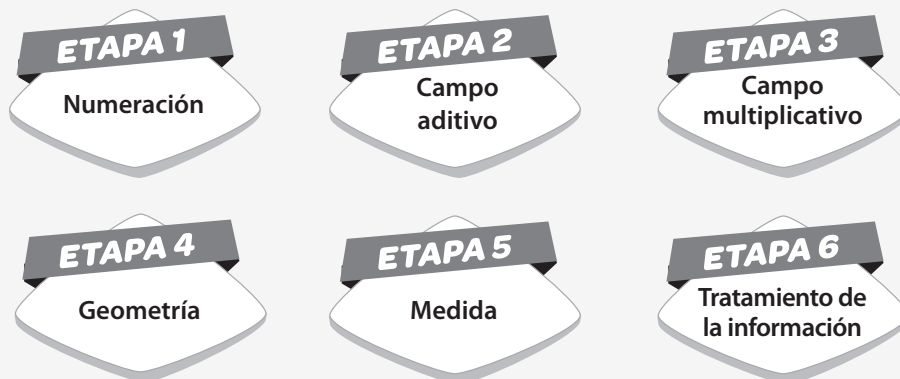 ETAPA 1
Numeración
ETAPA 2
Campo
aditivo
ETAPA 3
Campo
multiplicativo
ETAPA 4
Geometría
ETAPA 5
Medida
ETAPA 6
Tratamiento de
la información